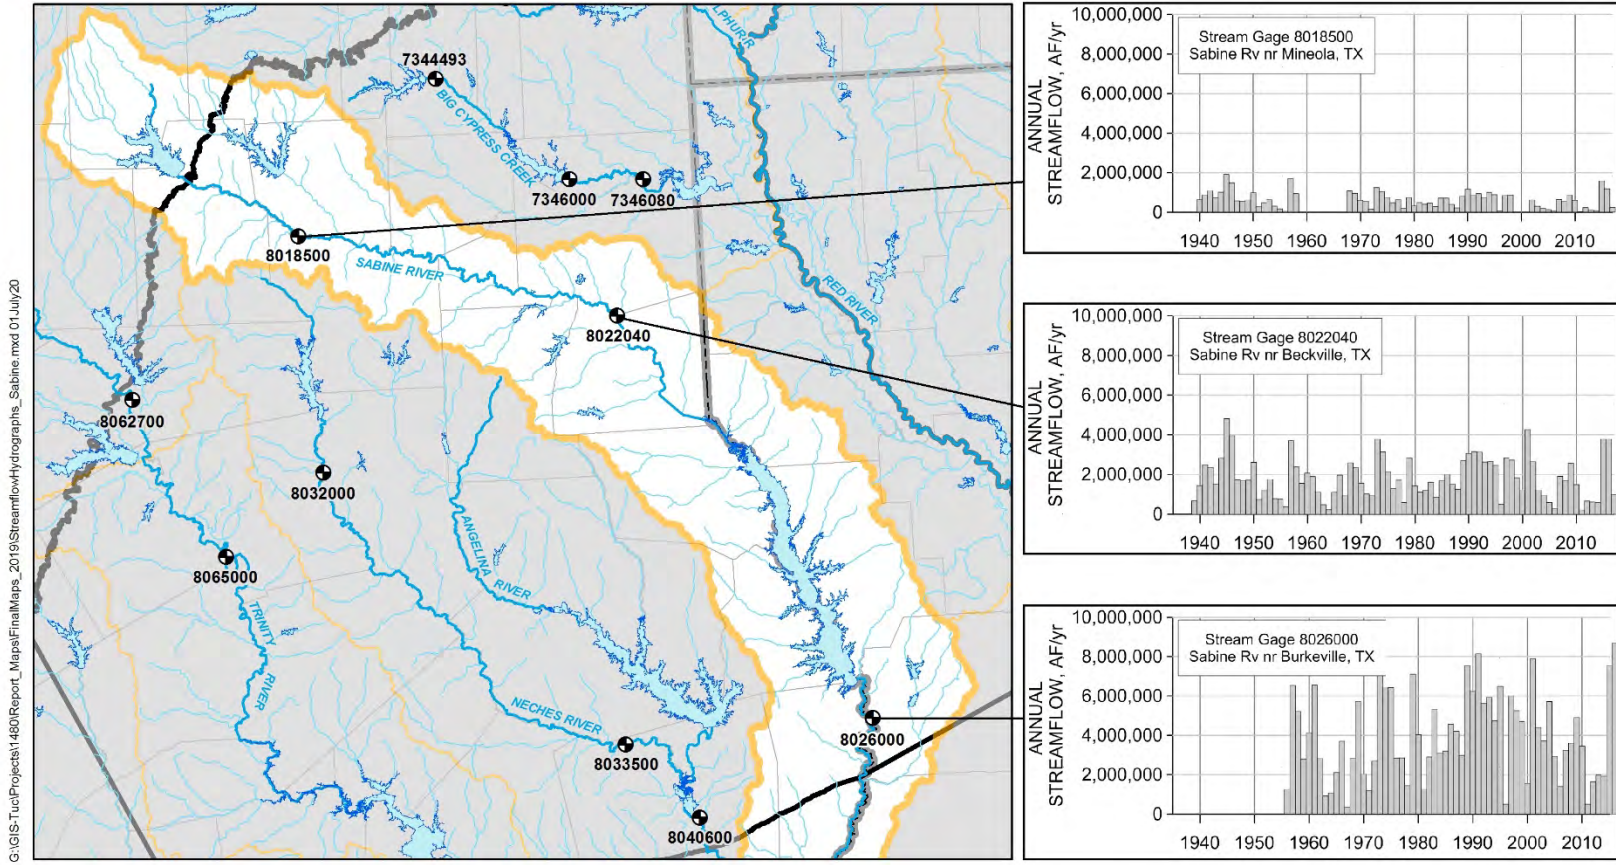 G:\GIS-Tuc\Projects\1480\Report_Maps\FinalMaps_2019\StreamflowHydrographs_Sabine.mxd 01July20
LPHURIR
7344493
BIG CYPRESS CREEK
7346000
7346080
8018500
SABINE RIVER
8022040
RED RIVER
8062700
8032000
8065000
TRINITY
RIVER
ANGELINA
RIVER
NECHES RIVER
8033500
8026000
8040600
ANNUAL
STREAMFLOW, AF/yr
10,000,000
8,000,000
6,000,000
4,000,000
2,000,000
0
Stream Gage 8018500
Sabine Rv nr Mineola, TX
1940 1950 1960 1970 1980 1990 2000 2010
ANNUAL
STREAMFLOW, AF/yr
10,000,000
8,000,000
6,000,000
4,000,000
2,000,000
0
Stream Gage 8022040
Sabine Rv nr Beckville, TX
1940 1950 1960 1970 1980 1990 2000 2010
ANNUAL
STREAMFLOW, AF/yr
10,000,000
8,000,000
6,000,000
4,000,000
2,000,000
0
Stream Gage 8026000
Sabine Rv nr Burkeville, TX
1940 1950 1960 1970 1980 1990 2000 2010